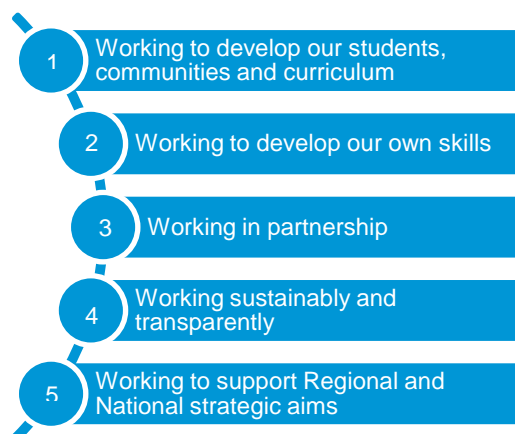 1
Working to develop our students,
communities and curriculum
2
Working to develop our own skills
3
Working in partnership
4
Working sustainably and
transparently
5
Working to support Regional and
National strategic aims